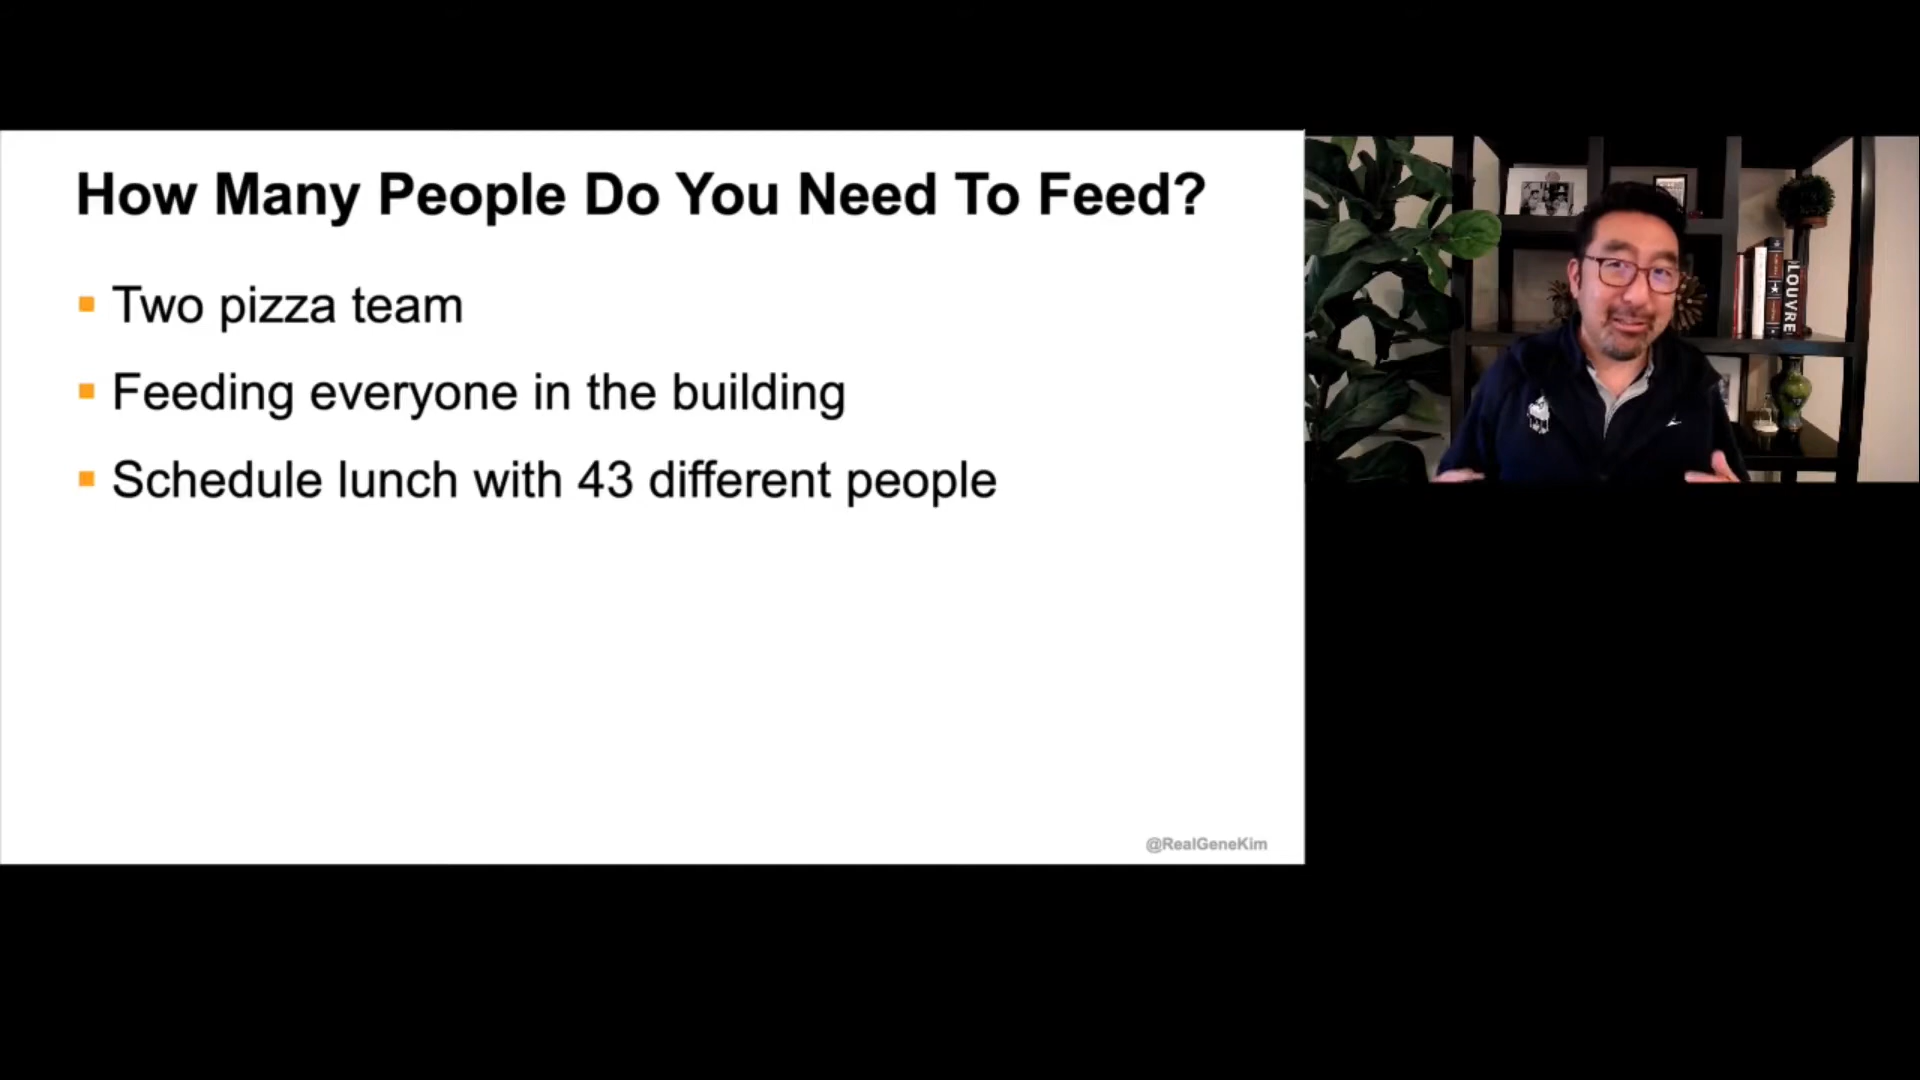 How Many People Do You Need To Feed?
Two pizza team
Feeding everyone in the building
Schedule lunch with 43 different people
@RealGeneKim
LOUVRE